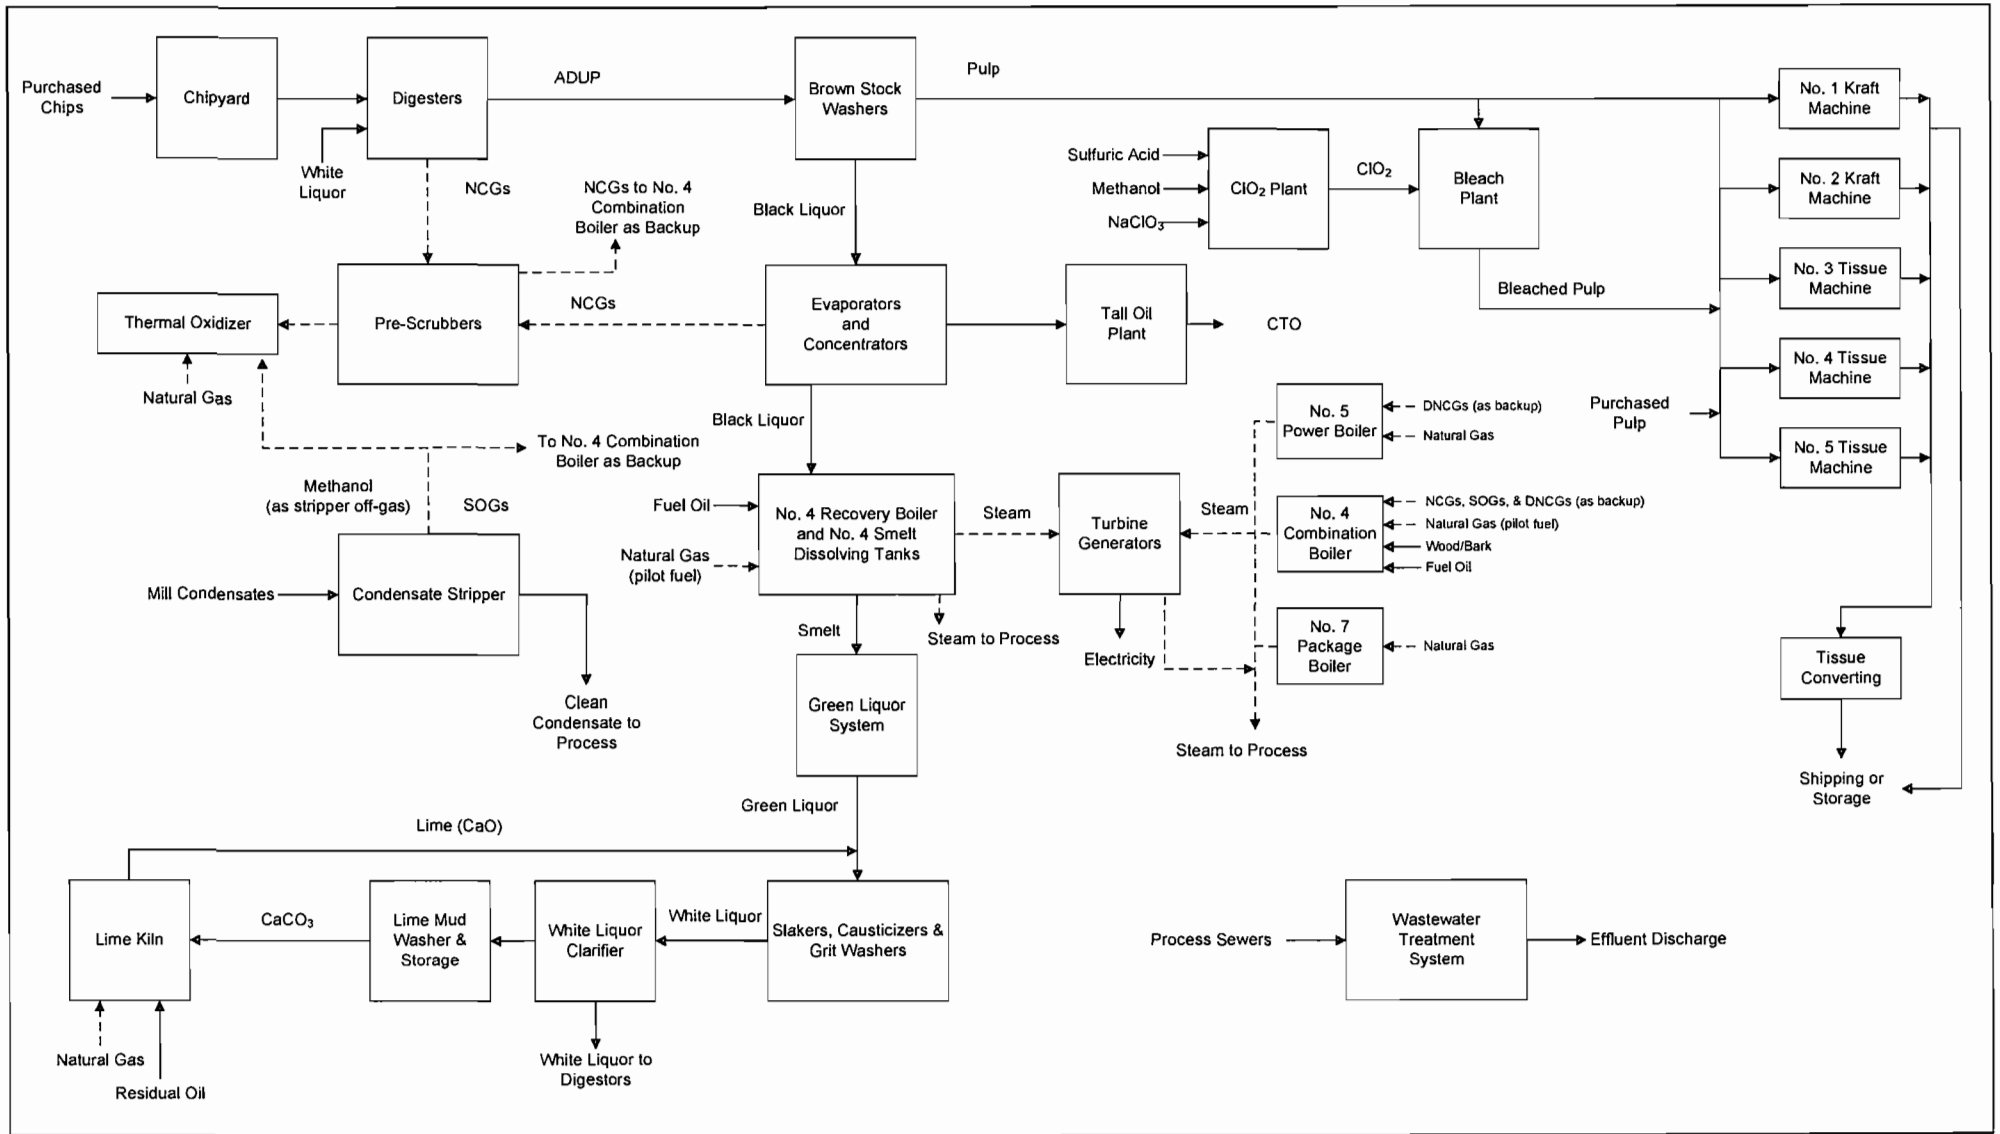 Purchased
Chips
Chipyard
Digesters
ADUP
Brown Stock
Washers
Pulp
No. 1 Kraft
Machine
White
Liquor
NCGs
NCGs to No. 4
Combination
Boiler as Backup
Black Liquor
Sulfuric Acid
Methanol
NaClO3
ClO2 Plant
ClO2
Bleach
Plant
No. 2 Kraft
Machine
Thermal Oxidizer
Pre-Scrubbers
NCGs
Evaporators
and
Concentrators
Tall Oil
Plant
CTO
Bleached Pulp
No. 3 Tissue
Machine
Natural Gas
No. 4 Tissue
Machine
Purchased
Pulp
No. 5 Tissue
Machine
Black Liquor
To No. 4 Combination
Boiler as Backup
Methanol
(as stripper off-gas)
SOGs
No. 5
Power Boiler
DNCGs (as backup)
Natural Gas
Fuel Oil
Natural Gas
(pilot fuel)
No. 4 Recovery Boiler
and No. 4 Smelt
Dissolving Tanks
Steam
Turbine
Generators
Steam
No. 4
Combination
Boiler
NCGs, SOGs, & DNCGs (as backup)
Natural Gas (pilot fuel)
Wood/Bark
Fuel Oil
Mill Condensates
Condensate Stripper
Clean
Condensate to
Process
Smelt
Steam to Process
Electricity
No. 7
Package
Boiler
Natural Gas
Steam to Process
Tissue
Converting
Shipping or
Storage
Green Liquor
System
Green Liquor
Lime (CaO)
Lime Kiln
CaCO3
Lime Mud
Washer &
Storage
White Liquor
Clarifier
White Liquor
Slakers, Causticizers &
Grit Washers
Process Sewers
Wastewater
Treatment
System
Effluent Discharge
Natural Gas
Residual Oil
White Liquor to
Digestors